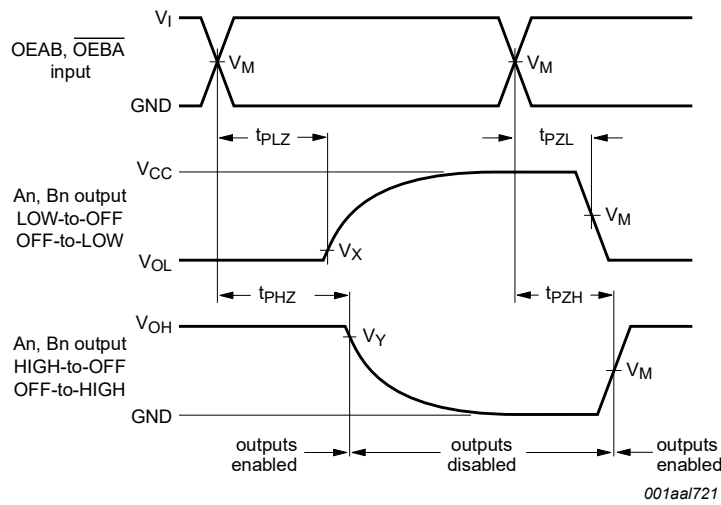 V_I
OEAB, OEBA
input
V_M
V_M
GND
t_PLZ
t_PZL
V_CC
An, Bn output
LOW-to-OFF
OFF-to-LOW
V_M
V_X
V_OL
t_PHZ
t_PZH
V_OH
An, Bn output
HIGH-to-OFF
OFF-to-HIGH
V_Y
V_M
GND
outputs
enabled
outputs
disabled
outputs
enabled
001aal721